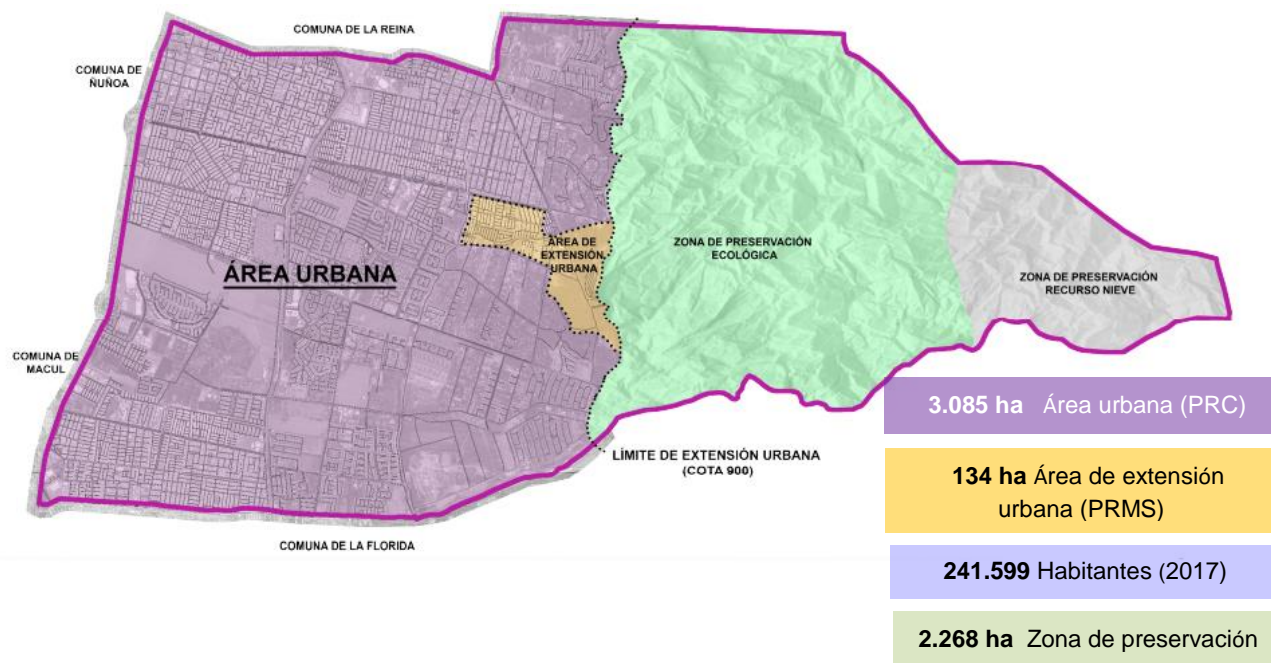 COMUNA DE LA REINA
COMUNA DE
ÑUÑOA
ÁREA URBANA
ÁREA DE
EXTENSIÓN
URBANA
ZONA DE PRESERVACIÓN
ECOLÓGICA
ZONA DE PRESERVACIÓN
RECURSO NIEVE
COMUNA DE
MACUL
LÍMITE DE EXTENSIÓN URBANA
(COTA 900)
COMUNA DE LA FLORIDA
3.085 ha Área urbana (PRC)
134 ha Área de extensión
urbana (PRMS)
241.599 Habitantes (2017)
2.268 ha Zona de preservación